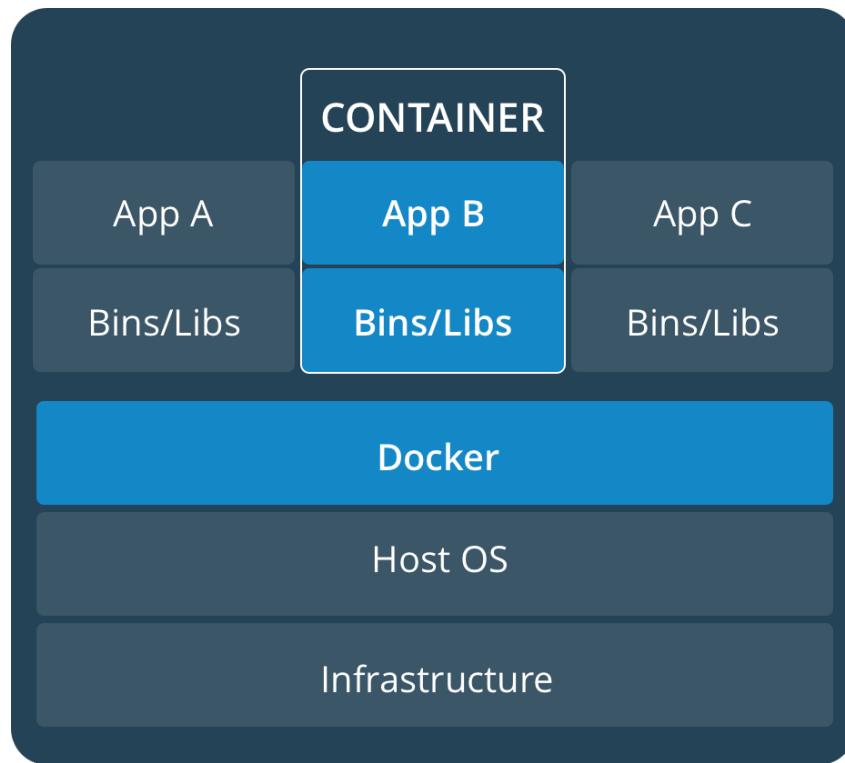 CONTAINER
App A App B App C
Bins/Libs Bins/Libs Bins/Libs
Docker
Host OS
Infrastructure